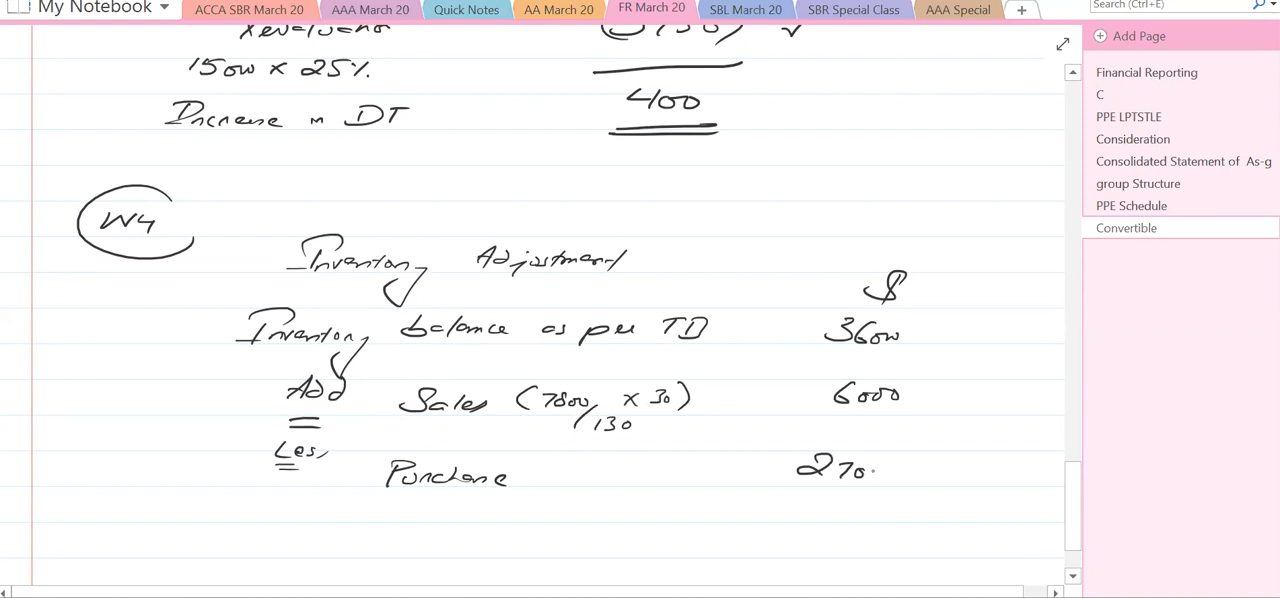 My Notebook
ACCA SBR March 20
AAA March 20
Quick Notes
AA March 20
FR March 20
SBL March 20
SBR Special Class
AAA Special
Search (Ctrl+E)
Add Page
Financial Reporting
C
PPE LPTSTLE
Consideration
Consolidated Statement of As-g
group Structure
PPE Schedule
Convertible
1500 x 25%.
400
Increase in DT
W4
Inventory Adjustment
$
Inventory balance as per TD 3600
Add Sales (7800/130 x 30) 6000
Less,
Purchase 270